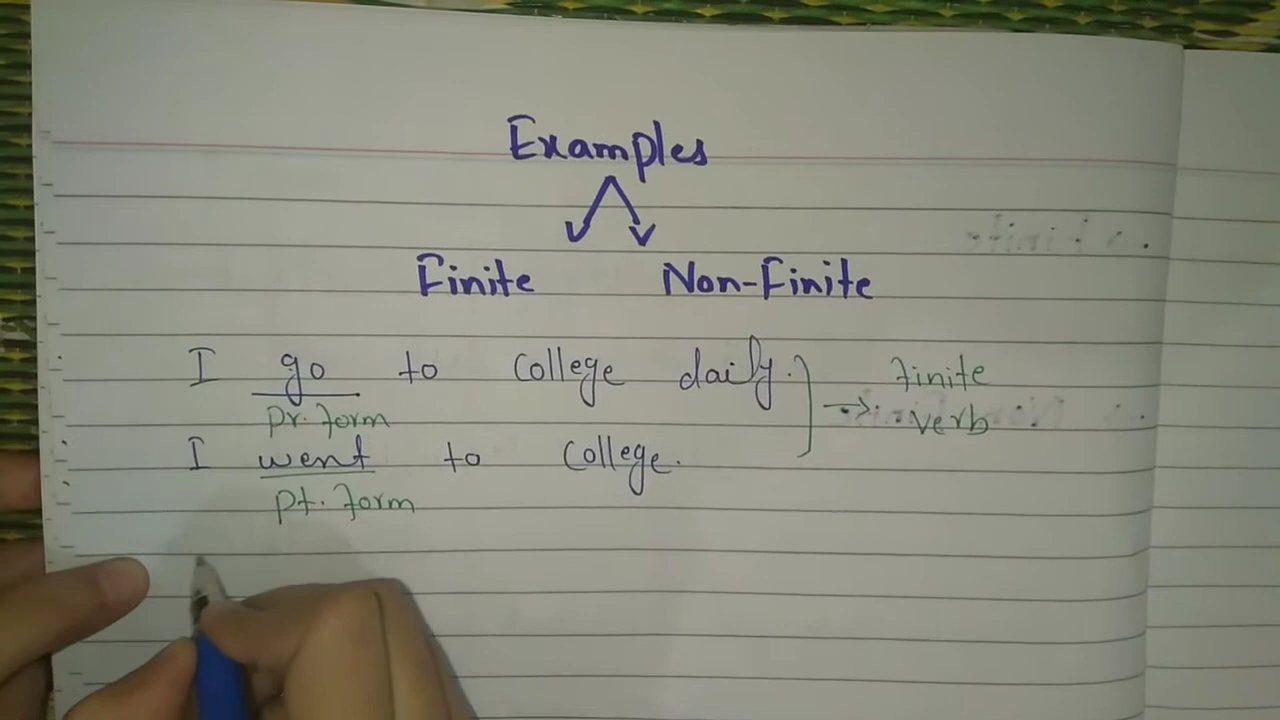 Examples
Finite Non-Finite
I go to College daily.
pr. form
finite
→ verb
I went to College.
pt. form